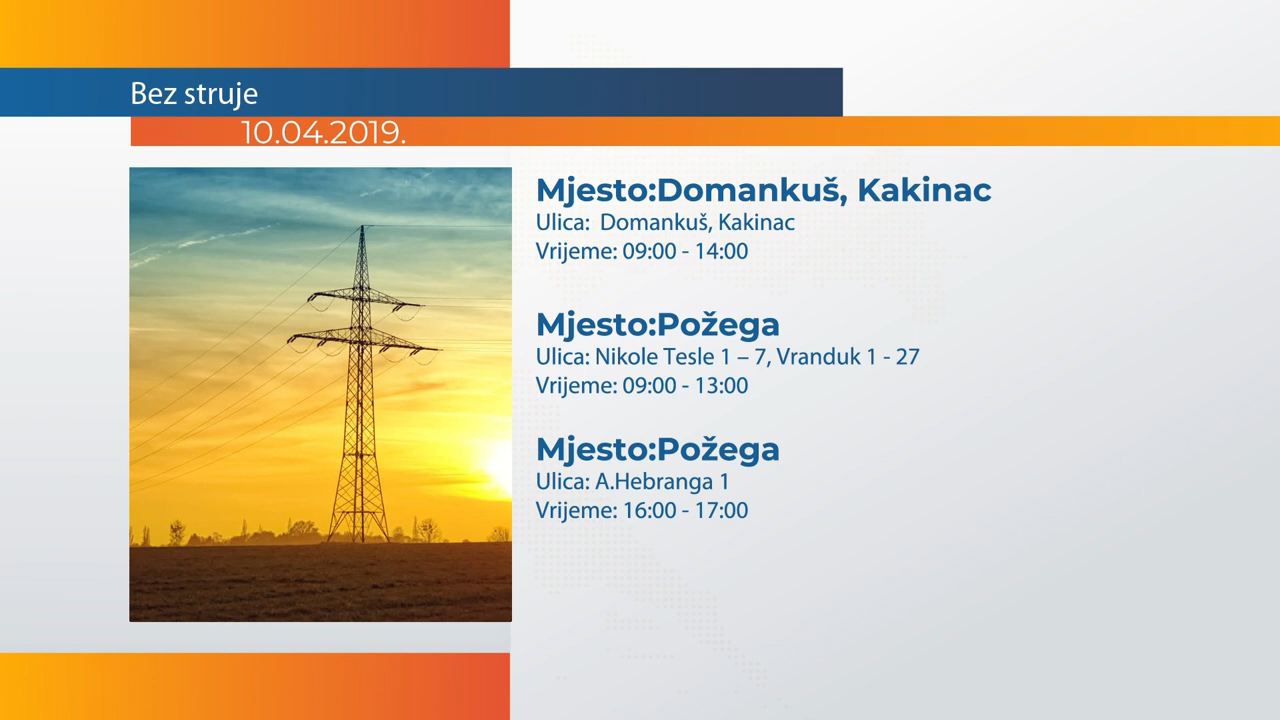 Bez struje
10.04.2019.
Mjesto:Domankuš, Kakinac
Ulica:  Domankuš, Kakinac
Vrijeme: 09:00 - 14:00
Mjesto:Požega
Ulica: Nikole Tesle 1 – 7, Vranduk 1 - 27
Vrijeme: 09:00 - 13:00
Mjesto:Požega
Ulica: A.Hebranga 1
Vrijeme: 16:00 - 17:00